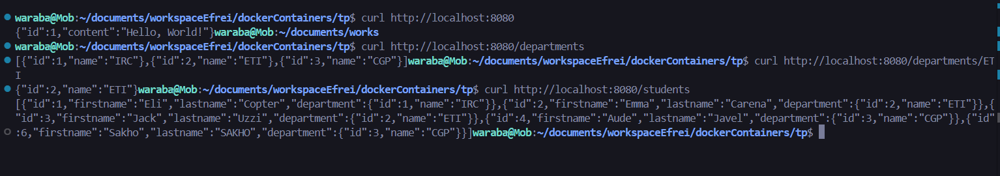 waraba@Mob:~/documents/workspaceEfrei/dockerContainers/tp$ curl http://localhost:8080
{"id":1,"content":"Hello, World!"}waraba@Mob:~/documents/works
waraba@Mob:~/documents/workspaceEfrei/dockerContainers/tp$ curl http://localhost:8080/departments
[{"id":1,"name":"IRC"},{"id":2,"name":"ETI"},{"id":3,"name":"CGP"}]waraba@Mob:~/documents/workspaceEfrei/dockerContainers/tp$ curl http://localhost:8080/departments/ET
I
{"id":2,"name":"ETI"}waraba@Mob:~/documents/workspaceEfrei/dockerContainers/tp$ curl http://localhost:8080/students
[{"id":1,"firstname":"Eli","lastname":"Copter","department":{"id":1,"name":"IRC"}},{"id":2,"firstname":"Emma","lastname":"Carena","department":{"id":2,"name":"ETI"}},{
"id":3,"firstname":"Jack","lastname":"Uzzi","department":{"id":2,"name":"ETI"}},{"id":4,"firstname":"Aude","lastname":"Javel","department":{"id":3,"name":"CGP"}},{"id"
:6,"firstname":"Sakho","lastname":"SAKHO","department":{"id":3,"name":"CGP"}}]waraba@Mob:~/documents/workspaceEfrei/dockerContainers/tp$